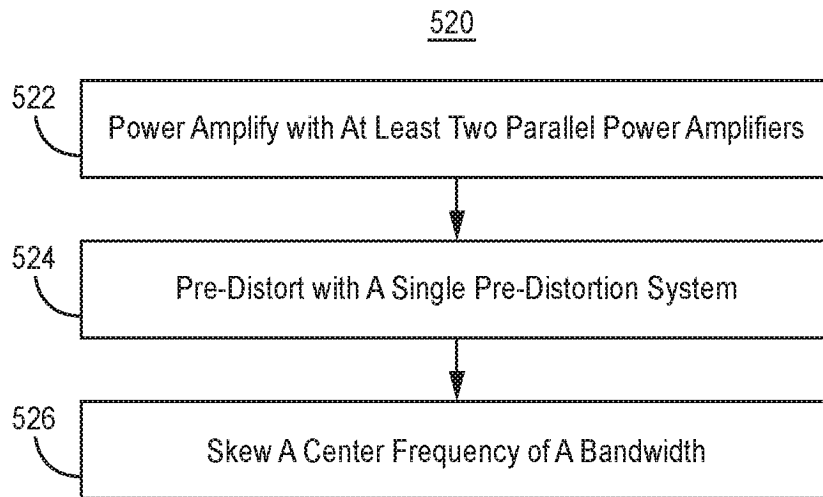 520
522
Power Amplify with At Least Two Parallel Power Amplifiers
524
Pre-Distort with A Single Pre-Distortion System
526
Skew A Center Frequency of A Bandwidth